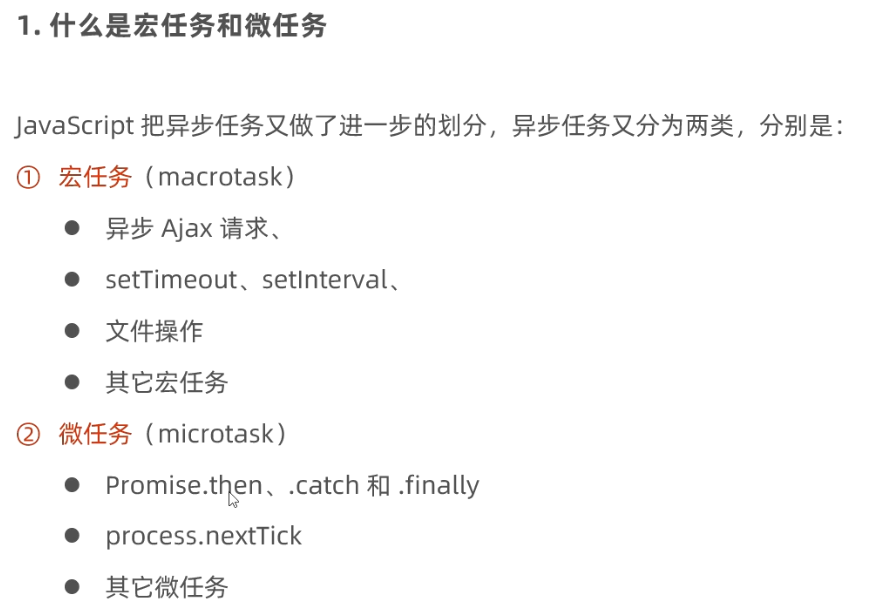 1. 什么是宏任务和微任务
JavaScript 把异步任务又做了进一步的划分，异步任务又分为两类，分别是：
① 宏任务（macrotask）
● 异步 Ajax 请求、
● setTimeout、setInterval、
● 文件操作
● 其它宏任务
② 微任务（microtask）
● Promise.then、.catch 和 .finally
● process.nextTick
● 其它微任务